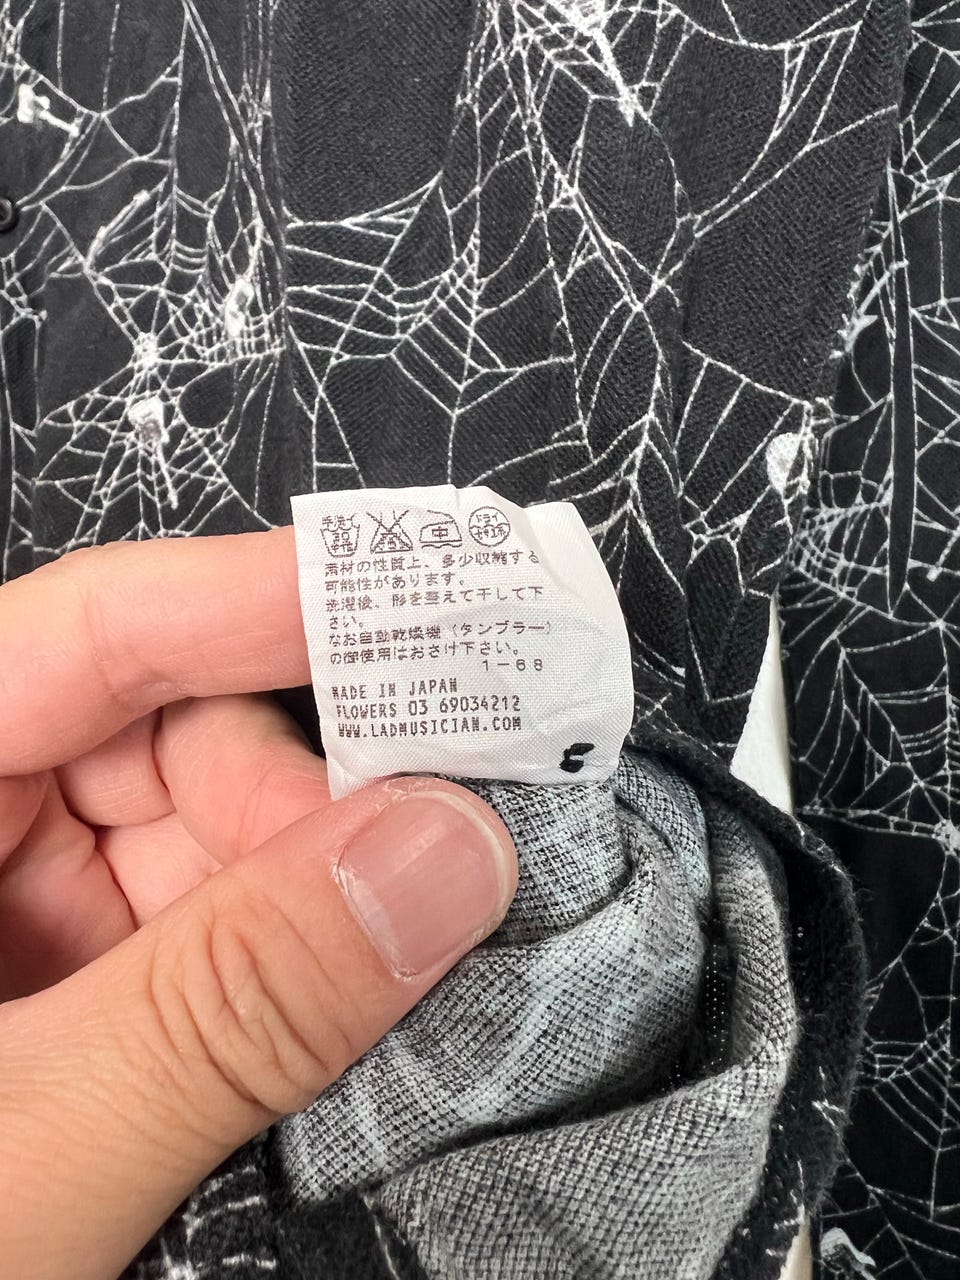 手洗イ 中 ドライ
素材の性質上、多少収縮する
可能性があります。
洗濯後、形を整えて干して下
さい。
なお自動乾燥機（タンブラー）
の御使用はおさけ下さい。
1-68
MADE IN JAPAN
FLOWERS 03 69034212
WWW.LADMUSICIAN.COM